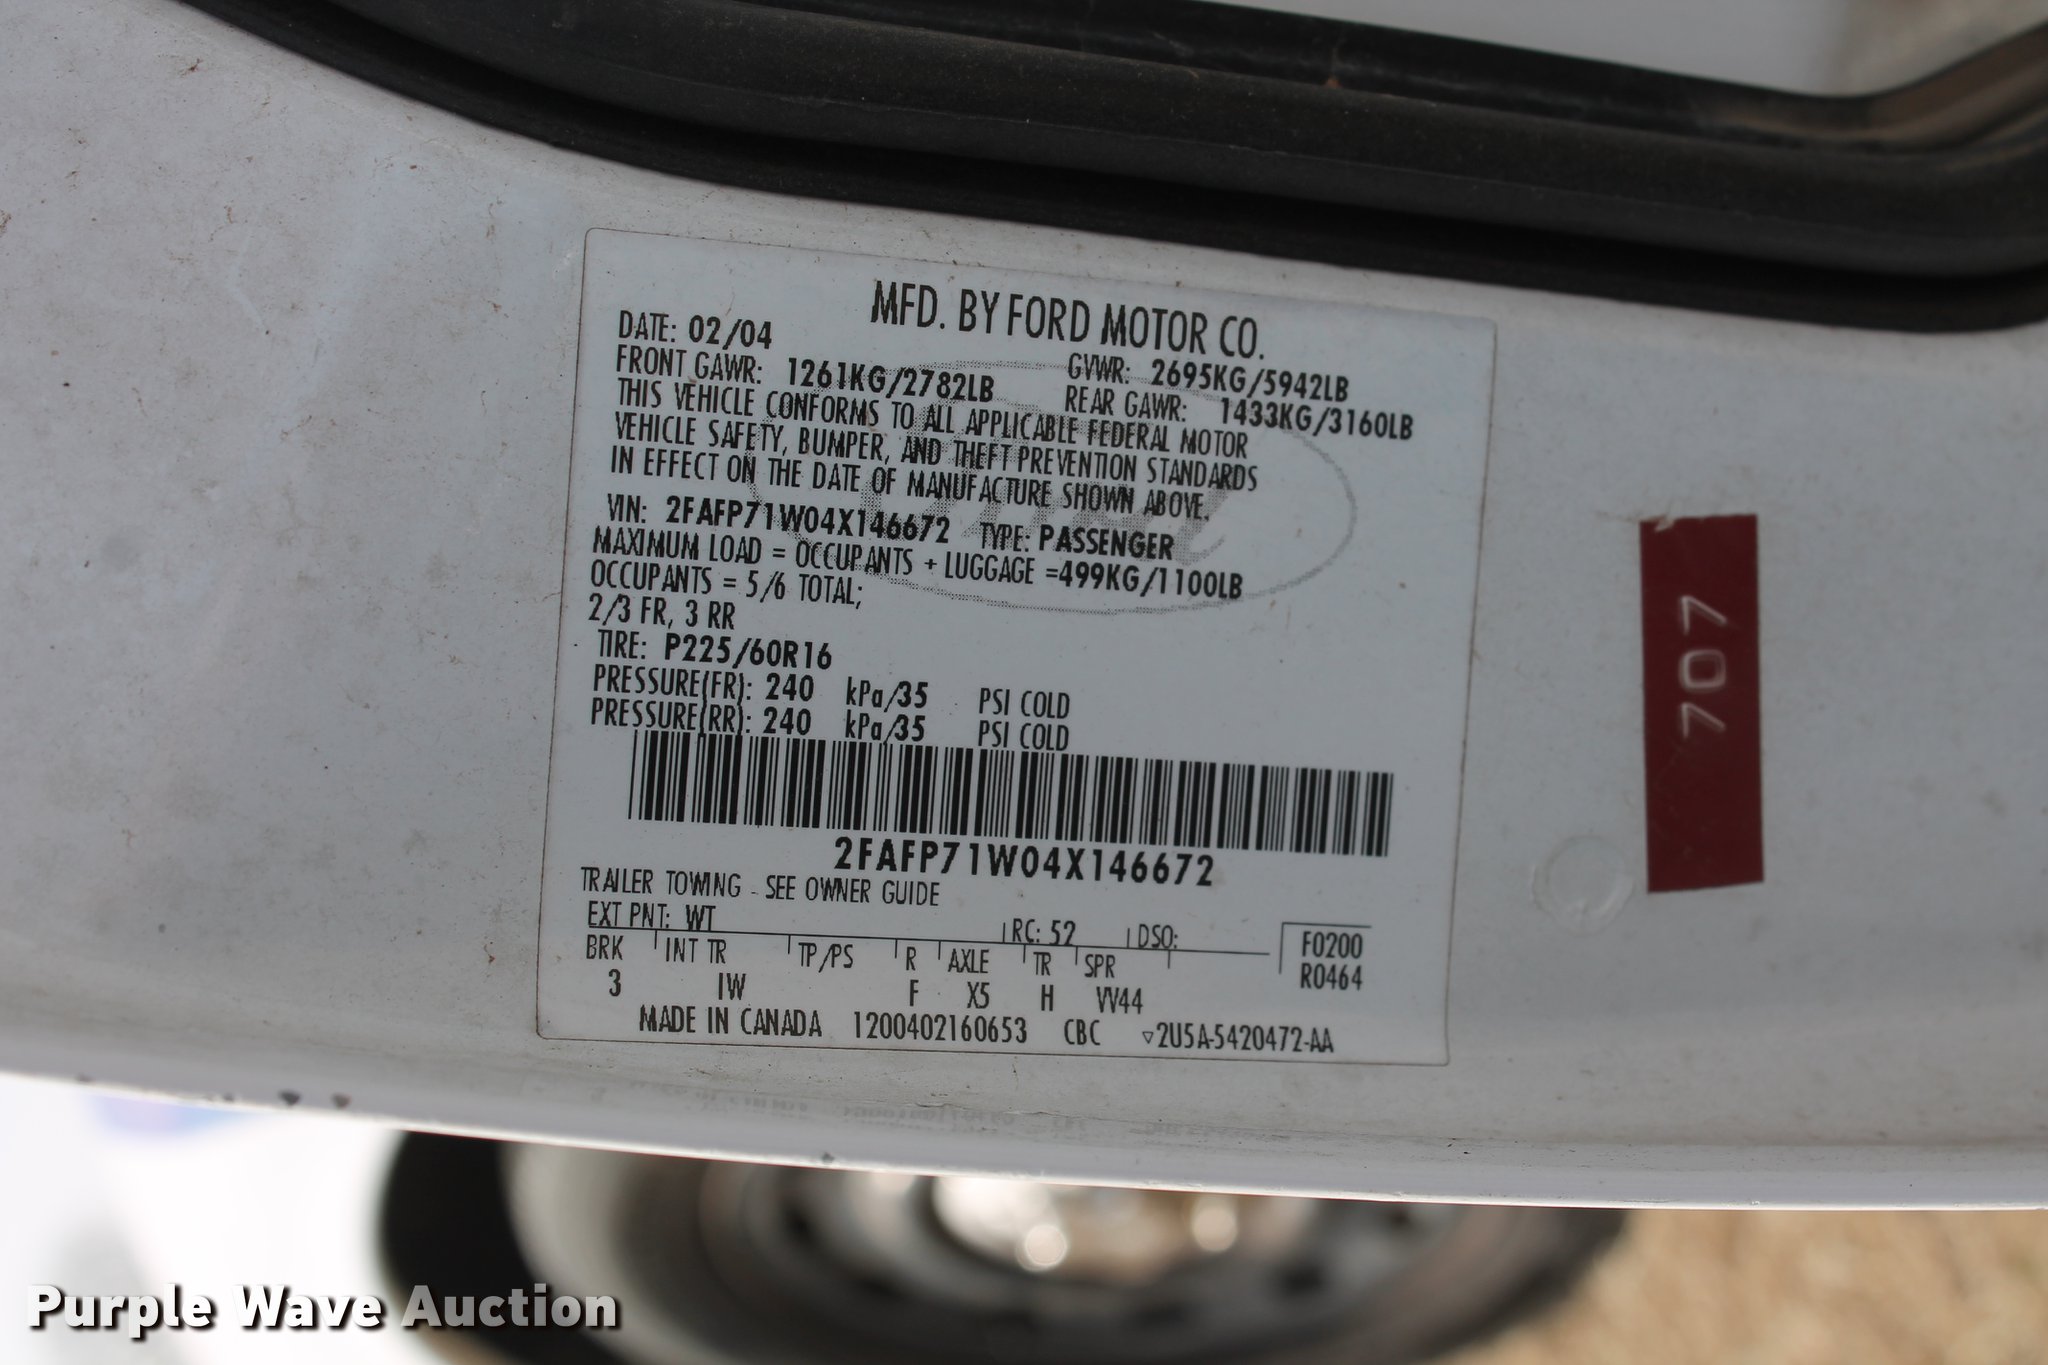 MFD. BY FORD MOTOR CO.
DATE: 02/04 GVWR: 2695KG/5942LB
FRONT GAWR: 1261KG/2782LB REAR GAWR: 1433KG/3160LB
THIS VEHICLE CONFORMS TO ALL APPLICABLE FEDERAL MOTOR
VEHICLE SAFETY, BUMPER, AND THEFT PREVENTION STANDARDS
IN EFFECT ON THE DATE OF MANUFACTURE SHOWN ABOVE.
VIN: 2FAFP71W04X146672 TYPE: PASSENGER
MAXIMUM LOAD = OCCUPANTS + LUGGAGE =499KG/1100LB
OCCUPANTS = 5/6 TOTAL;
2/3 FR, 3 RR
TIRE: P225/60R16
PRESSURE(FR): 240 kPa/35 PSI COLD
PRESSURE(RR): 240 kPa/35 PSI COLD
2FAFP71W04X146672
TRAILER TOWING - SEE OWNER GUIDE
EXT PNT: WT RC: 52 DSO: F0200
BRK INT TR TP/PS R AXLE TR SPR R0464
3 IW F X5 H VV44
MADE IN CANADA 1200402160653 CBC ▽2U5A-5420472-AA
707
Purple Wave Auction